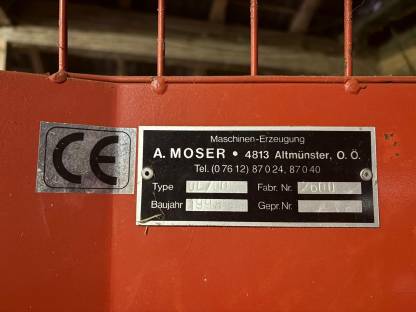 CE
Maschinen-Erzeugung
A. MOSER • 4813 Altmünster, O. Ö.
Tel. (0 76 12) 87 0 24, 87 0 40
Type Fabr. Nr.
Baujahr Gepr. Nr.